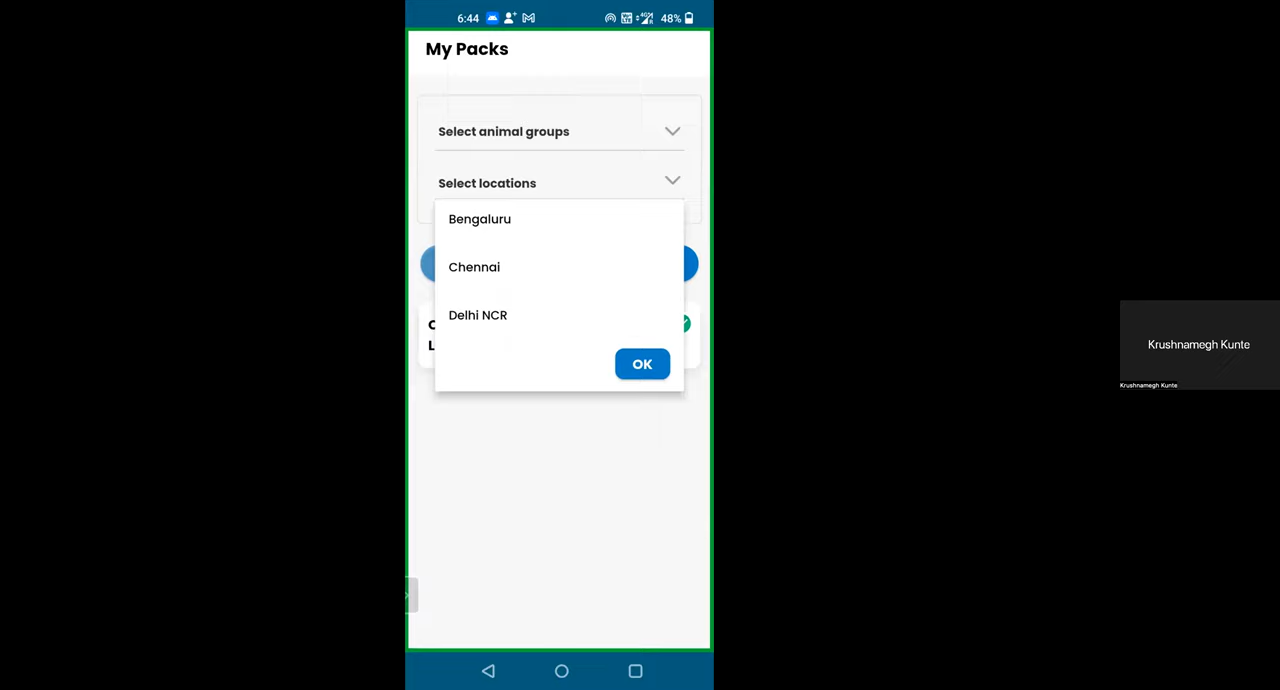 6:44
48%
My Packs
Select animal groups
Select locations
Bengaluru
Chennai
Delhi NCR
OK
Krushnamegh Kunte
Krushnamegh Kunte